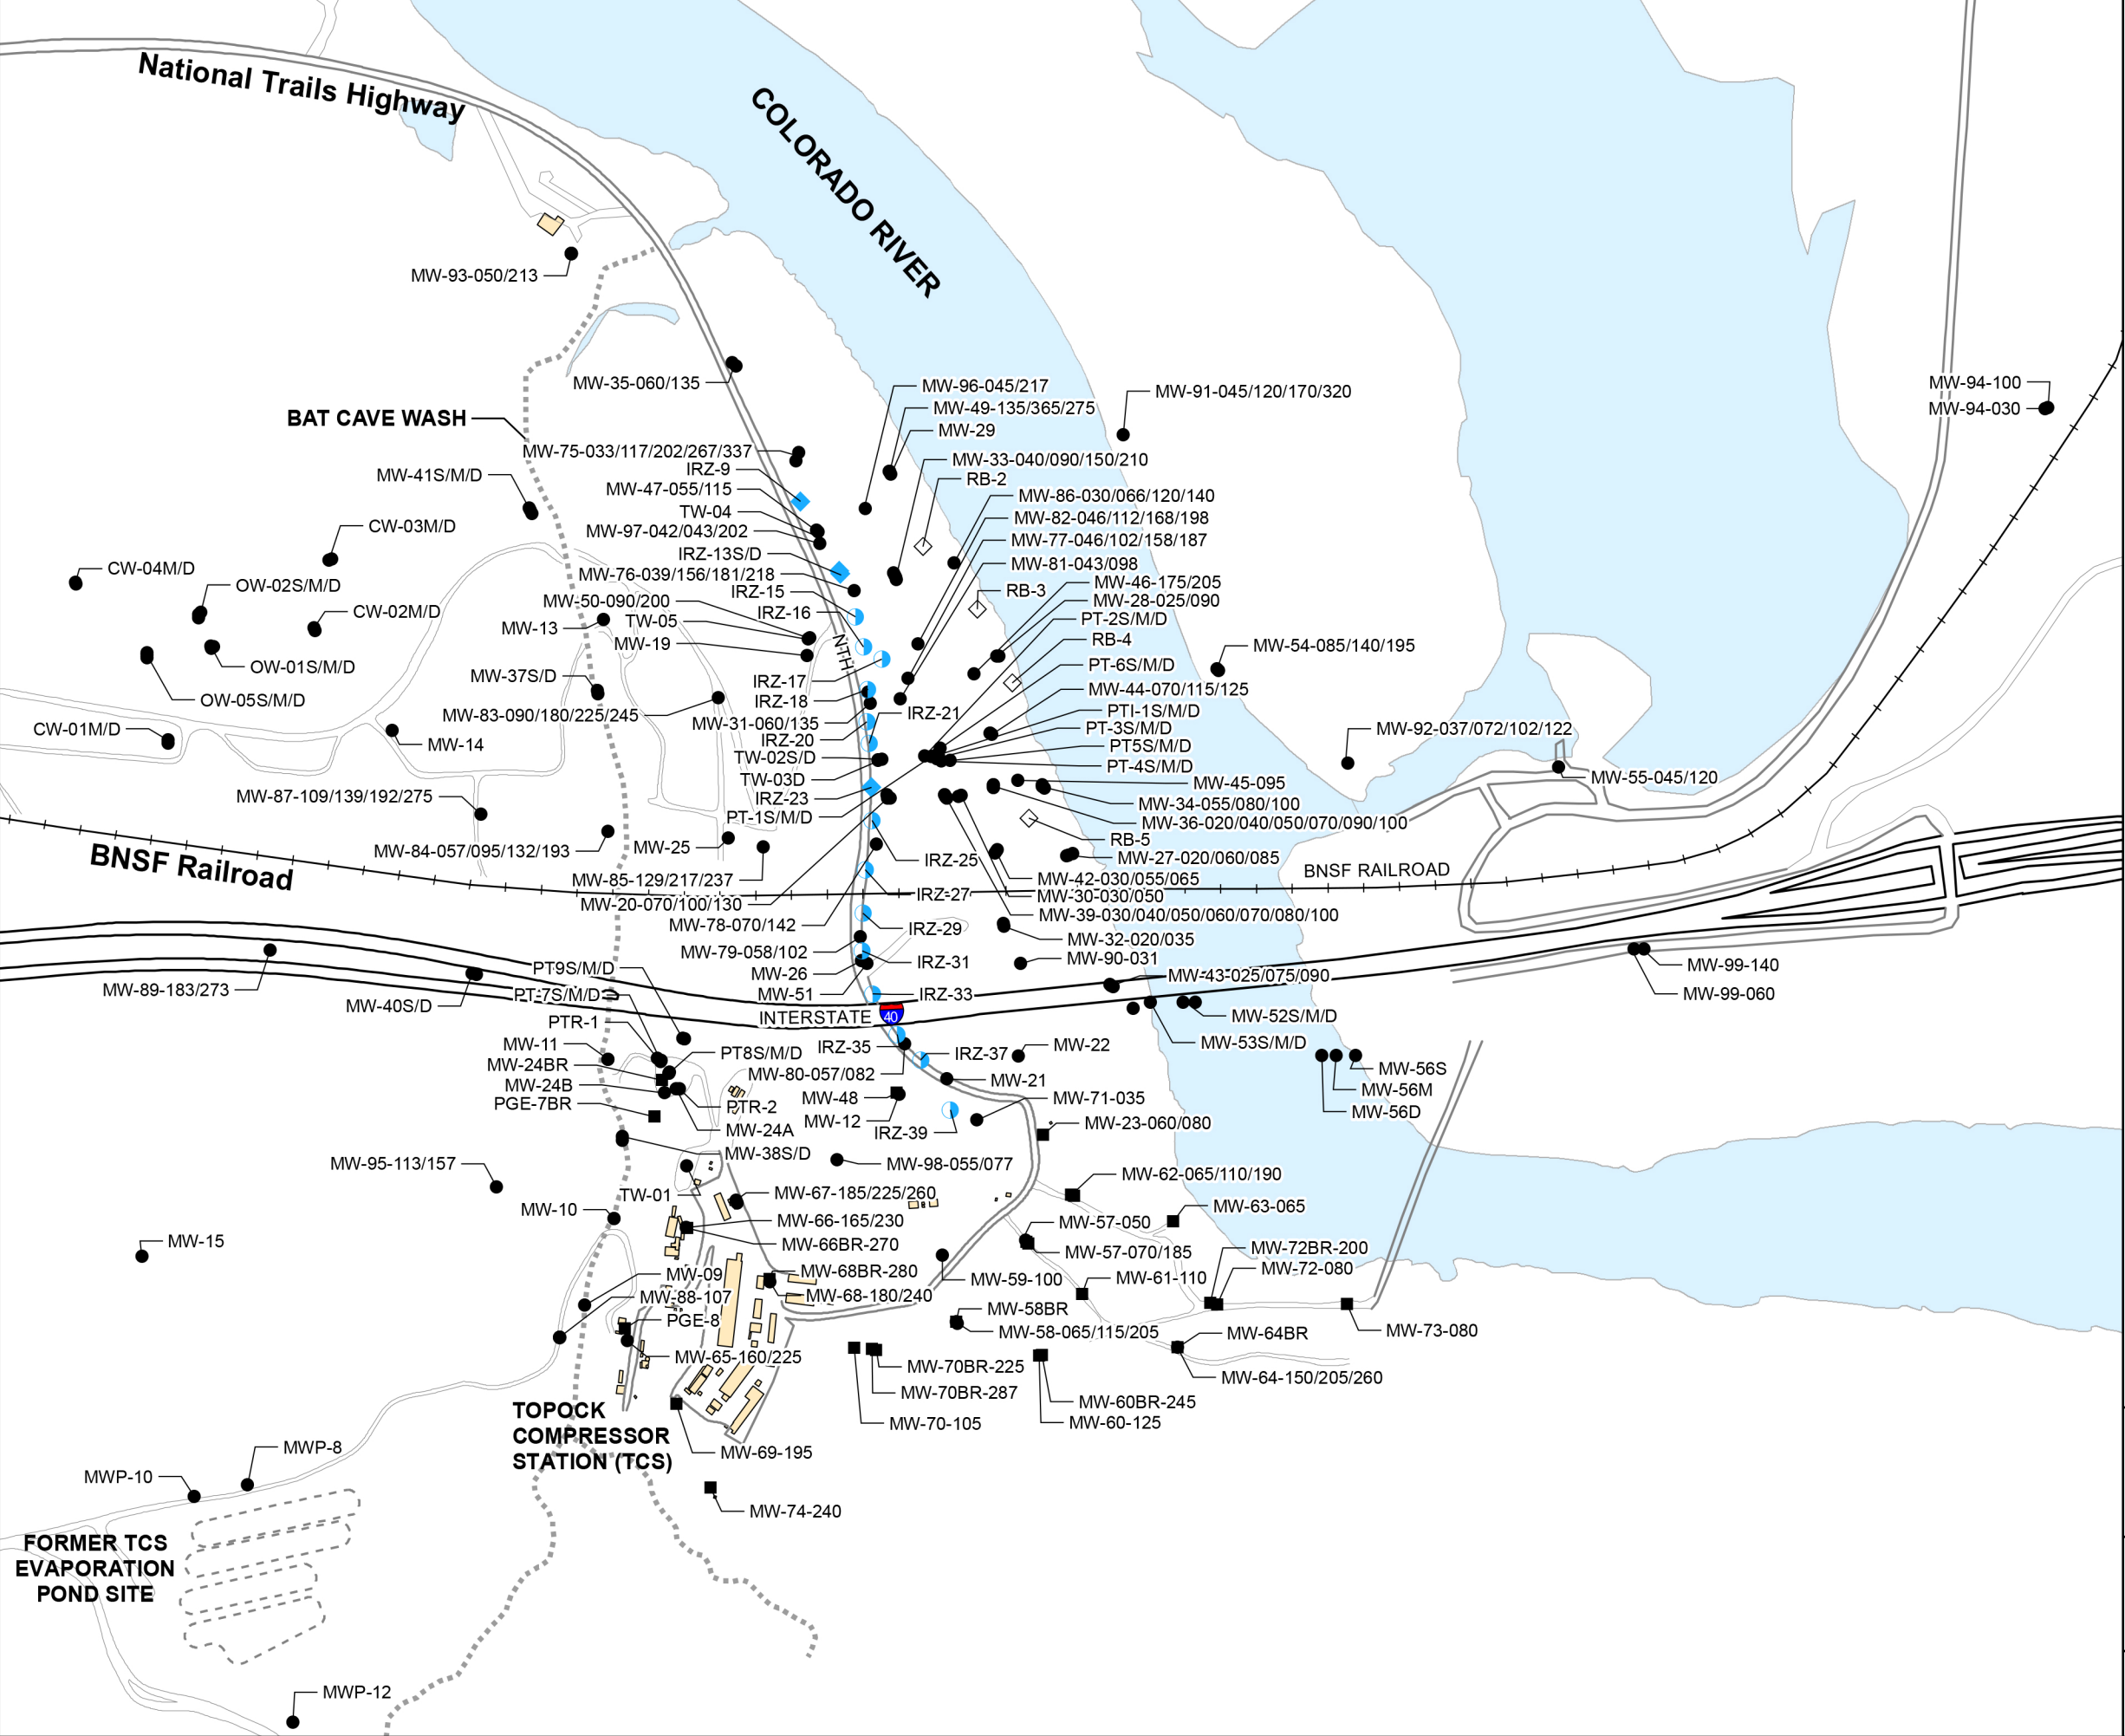 National Trails Highway
COLORADO RIVER
MW-93-050/213
MW-35-060/135
MW-96-045/217
MW-91-045/120/170/320
MW-94-100
MW-94-030
MW-49-135/365/275
BAT CAVE WASH
MW-29
MW-75-033/117/202/267/337
MW-33-040/090/150/210
IRZ-9
MW-41S/M/D
RB-2
MW-47-055/115
MW-86-030/066/120/140
TW-04
MW-82-046/112/168/198
CW-03M/D
MW-97-042/043/202
MW-77-046/102/158/187
IRZ-13S/D
MW-81-043/098
CW-04M/D
MW-76-039/156/181/218
MW-46-175/205
OW-02S/M/D
IRZ-15
RB-3
MW-50-090/200
MW-28-025/090
CW-02M/D
IRZ-16
TW-05
PT-2S/M/D
MW-13
MW-19
NTH
RB-4
MW-54-085/140/195
OW-01S/M/D
PT-6S/M/D
MW-37S/D
IRZ-17
MW-44-070/115/125
OW-05S/M/D
IRZ-18
PTI-1S/M/D
MW-83-090/180/225/245
IRZ-21
MW-31-060/135
PT-3S/M/D
CW-01M/D
MW-92-037/072/102/122
IRZ-20
MW-14
PT5S/M/D
TW-02S/D
PT-4S/M/D
TW-03D
MW-45-095
MW-55-045/120
MW-87-109/139/192/275
IRZ-23
MW-34-055/080/100
PT-1S/M/D
MW-36-020/040/050/070/090/100
RB-5
MW-84-057/095/132/193
MW-25
IRZ-25
MW-27-020/060/085
BNSF Railroad
BNSF RAILROAD
MW-85-129/217/237
MW-42-030/055/065
IRZ-27
MW-30-030/050
MW-20-070/100/130
MW-39-030/040/050/060/070/080/100
MW-78-070/142
IRZ-29
MW-32-020/035
MW-79-058/102
MW-90-031
IRZ-31
MW-99-140
PT9S/M/D
MW-26
MW-43-025/075/090
MW-89-183/273
MW-51
IRZ-33
MW-99-060
PT-7S/M/D
MW-40S/D
INTERSTATE
40
MW-52S/M/D
PTR-1
MW-11
IRZ-35
MW-22
MW-53S/M/D
PT8S/M/D
IRZ-37
MW-24BR
MW-80-057/082
MW-56S
MW-24B
MW-21
MW-56M
PGE-7BR
MW-48
MW-71-035
PTR-2
MW-56D
MW-12
MW-24A
IRZ-39
MW-23-060/080
MW-38S/D
MW-95-113/157
MW-98-055/077
MW-62-065/110/190
TW-01
MW-67-185/225/260
MW-63-065
MW-10
MW-66-165/230
MW-57-050
MW-15
MW-66BR-270
MW-57-070/185
MW-72BR-200
MW-09
MW-68BR-280
MW-59-100
MW-61-110
MW-72-080
MW-88-107
MW-68-180/240
MW-58BR
PGE-8
MW-58-065/115/205
MW-64BR
MW-73-080
MW-65-160/225
MW-70BR-225
MW-64-150/205/260
MW-70BR-287
MW-60BR-245
MW-70-105
MW-60-125
TOPOCK
COMPRESSOR
STATION (TCS)
MW-69-195
MWP-8
MWP-10
MW-74-240
FORMER TCS
EVAPORATION
POND SITE
MWP-12